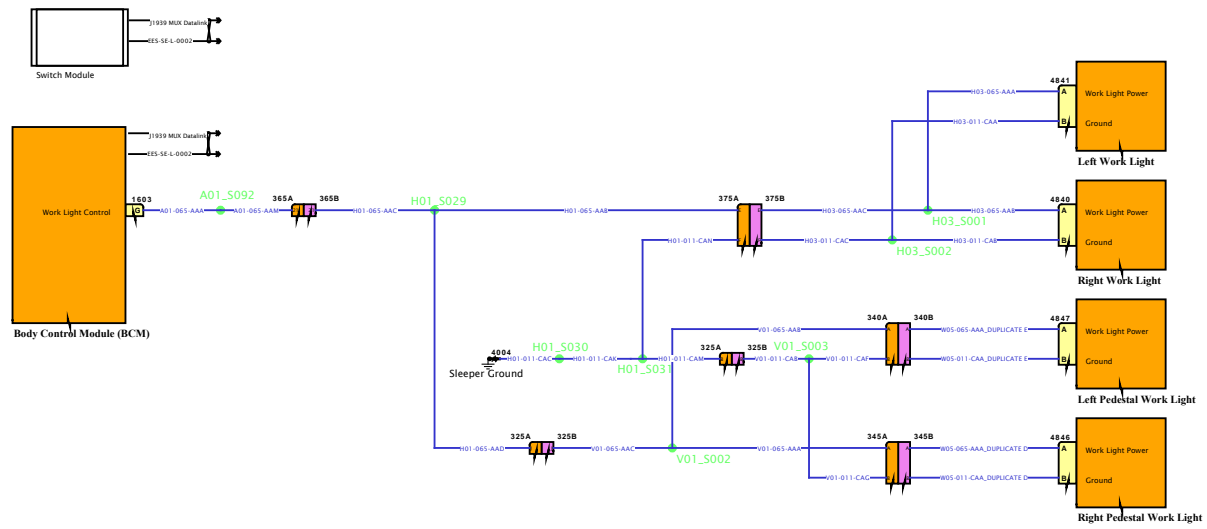 J1939 MUX Datalink
EES-SE-L-0002
Switch Module
J1939 MUX Datalink
EES-SE-L-0002
Work Light Control
1603
G
Body Control Module (BCM)
A01-065-AAA
A01_S092
A01-065-AAM
365A
365B
H01-065-AAC
H01_S029
H01-065-AAB
375A
375B
H03-065-AAC
H03_S001
H03-065-AAB
H03-065-AAA
H03-011-CAA
H01-011-CAN
H03-011-CAC
H03_S002
H03-011-CAB
4841
A
Work Light Power
B
Ground
Left Work Light
4840
A
Work Light Power
B
Ground
Right Work Light
4004
Sleeper Ground
H01-011-CAC
H01_S030
H01-011-CAK
H01_S031
H01-011-CAM
325A
325B
V01-011-CAB
V01_S003
V01-011-CAF
V01-065-AAB
340A
340B
W05-065-AAA_DUPLICATE E
W05-011-CAA_DUPLICATE E
4847
A
Work Light Power
B
Ground
Left Pedestal Work Light
H01-065-AAD
325A
325B
V01-065-AAC
V01_S002
V01-065-AAA
V01-011-CAG
345A
345B
W05-065-AAA_DUPLICATE D
W05-011-CAA_DUPLICATE D
4846
A
Work Light Power
B
Ground
Right Pedestal Work Light